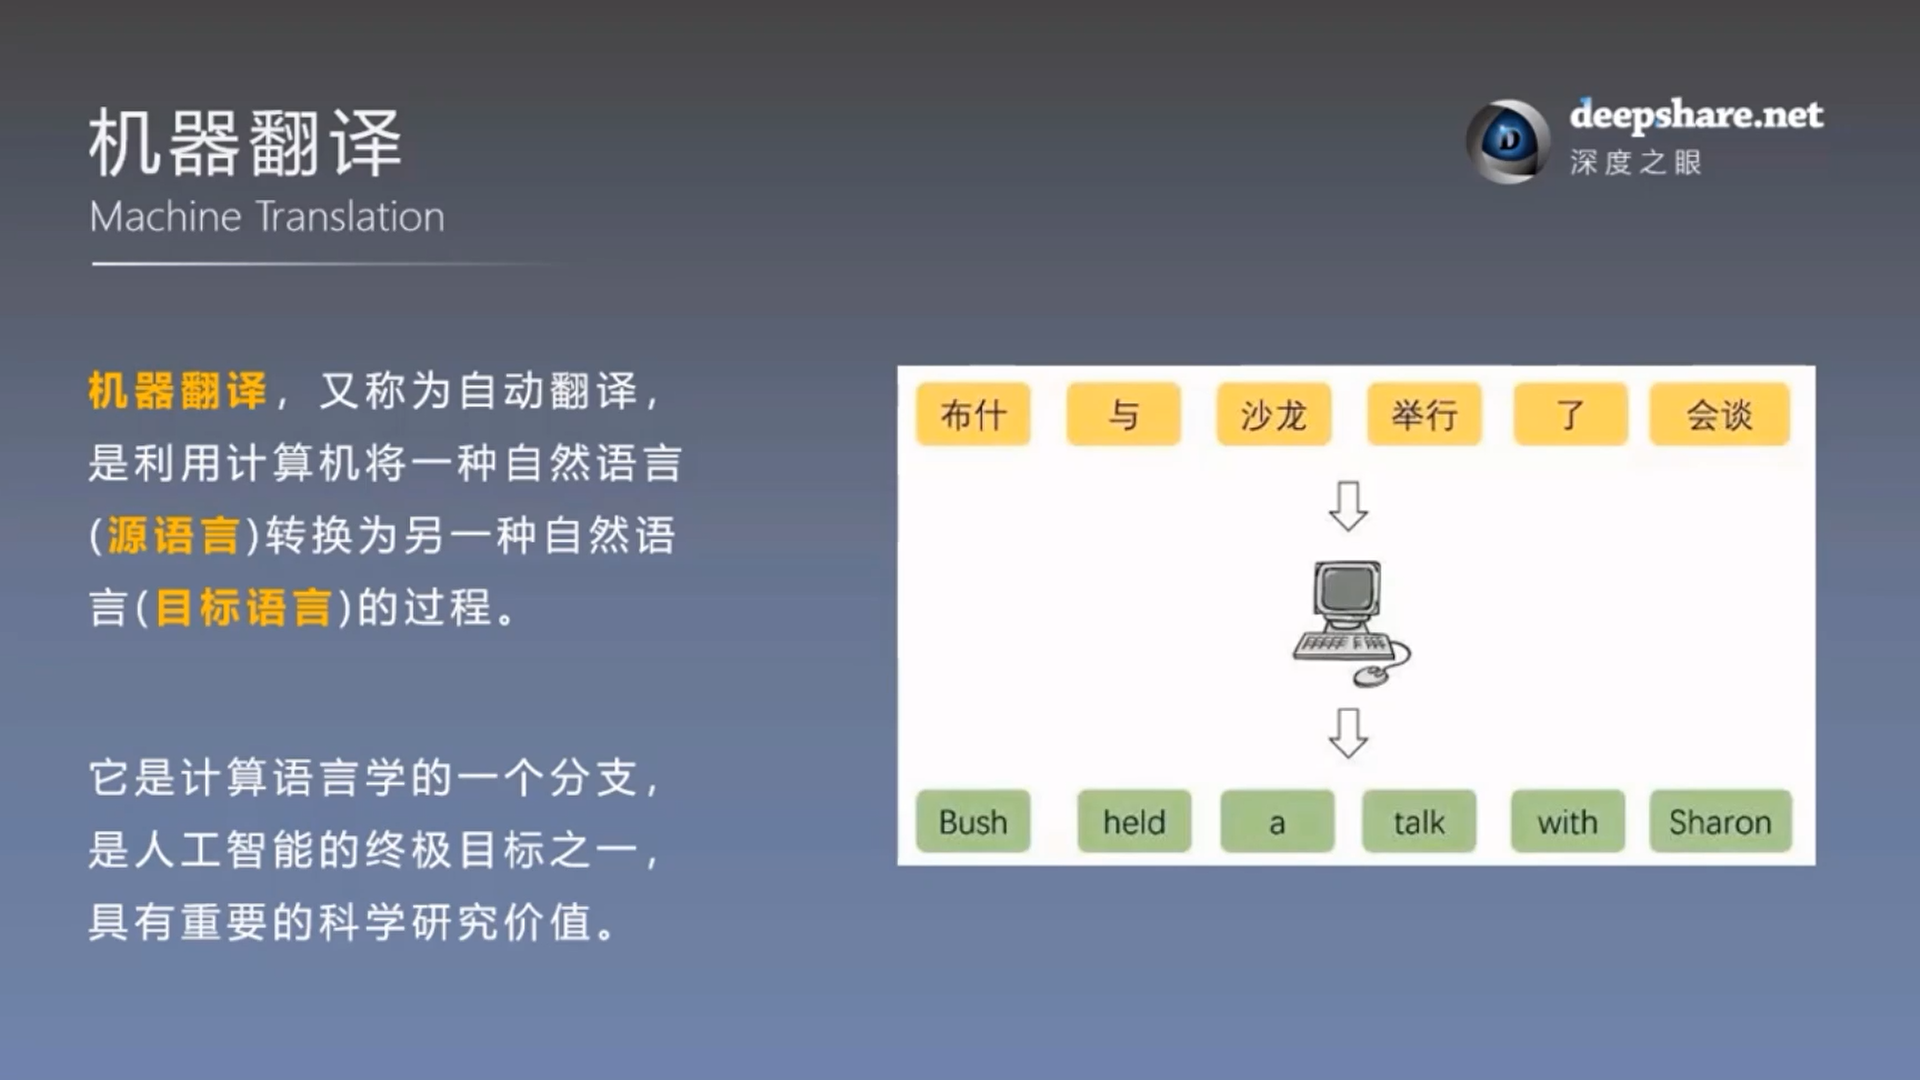 机器翻译
Machine Translation
deepshare.net
深度之眼
机器翻译，又称为自动翻译，
是利用计算机将一种自然语言
(源语言)转换为另一种自然语
言(目标语言)的过程。
它是计算语言学的一个分支，
是人工智能的终极目标之一，
具有重要的科学研究价值。
布什 与 沙龙 举行 了 会谈
Bush held a talk with Sharon